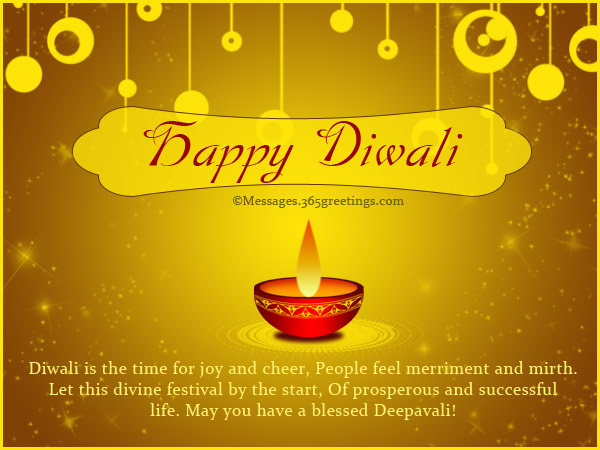 Happy Diwali
©Messages.365greetings.com
Diwali is the time for joy and cheer, People feel merriment and mirth.
Let this divine festival by the start, Of prosperous and successful
life. May you have a blessed Deepavali!